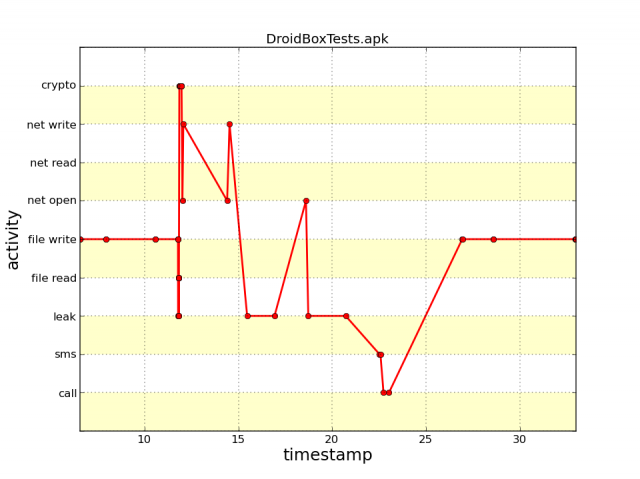 DroidBoxTests.apk
crypto
net write
net read
net open
file write
file read
leak
sms
call
activity
10 15 20 25 30
timestamp